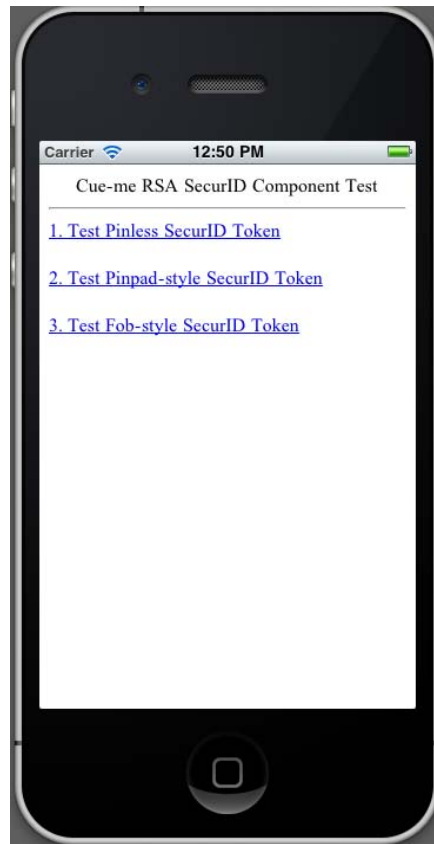 Carrier 12:50 PM
Cue-me RSA SecurID Component Test
1. Test Pinless SecurID Token
2. Test Pinpad-style SecurID Token
3. Test Fob-style SecurID Token